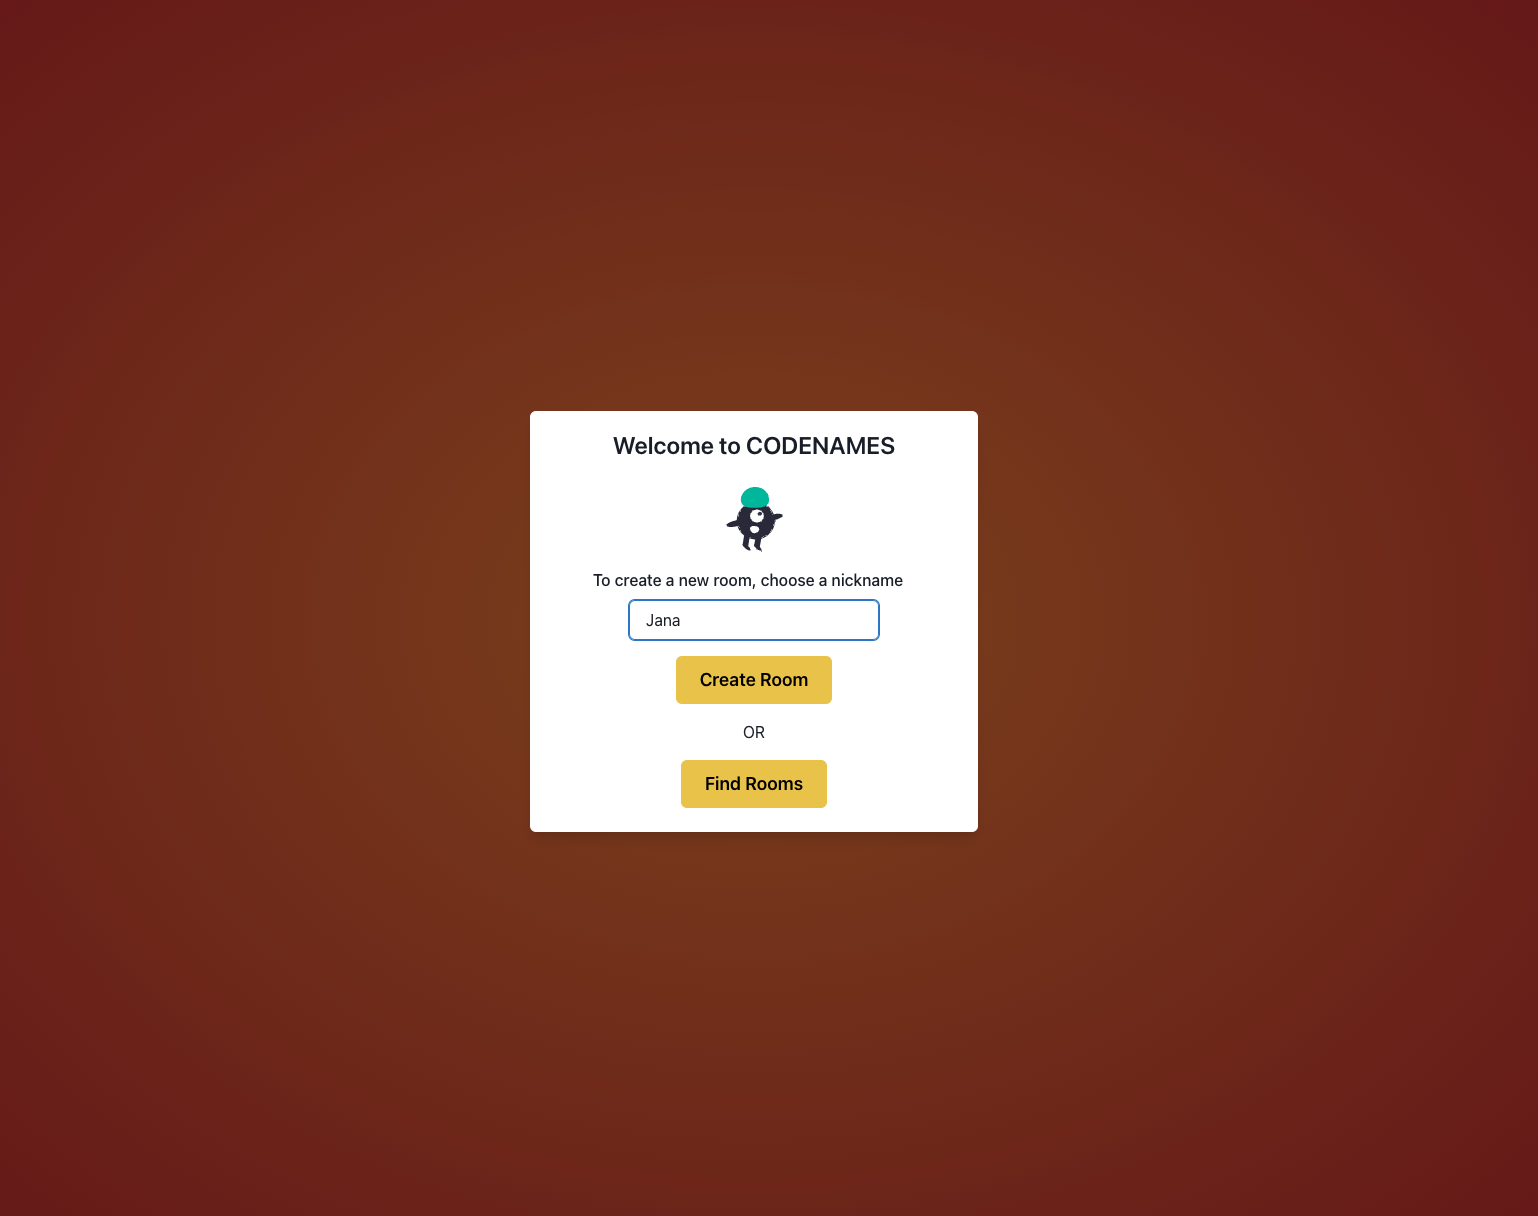 Welcome to CODENAMES
To create a new room, choose a nickname
Jana
Create Room
OR
Find Rooms